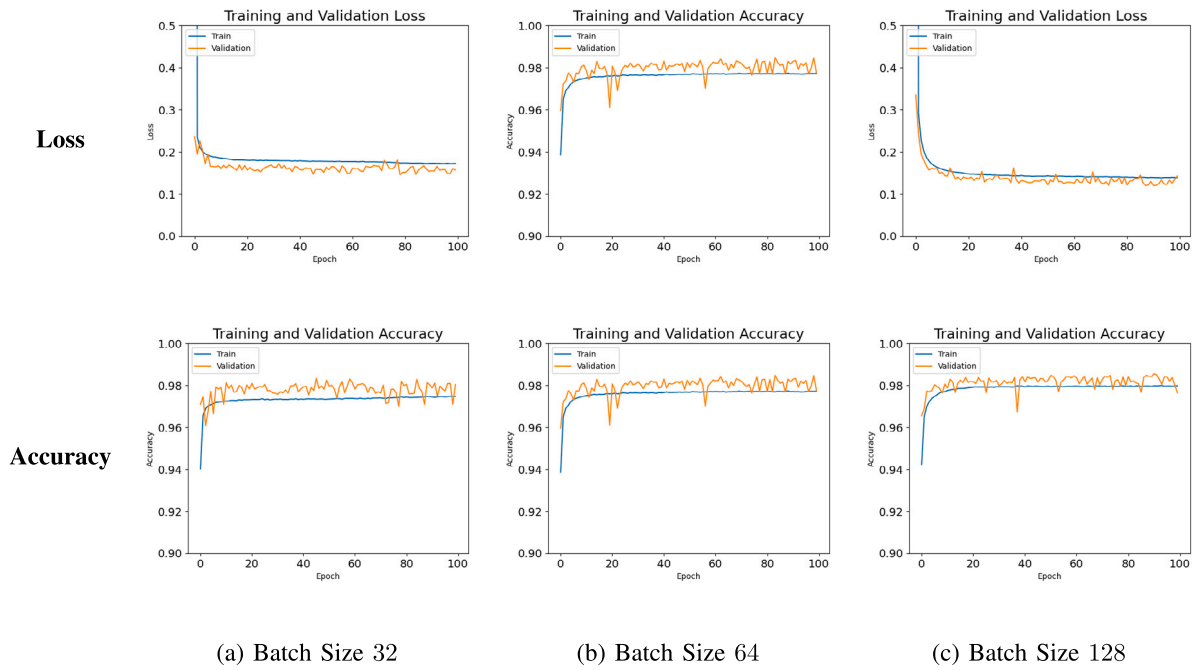 Loss
Training and Validation Loss
Train
Validation
0.5
0.4
0.3
0.2
0.1
0.0
Loss
0 20 40 60 80 100
Epoch
Training and Validation Accuracy
Train
Validation
1.00
0.98
0.96
0.94
0.92
0.90
Accuracy
0 20 40 60 80 100
Epoch
Training and Validation Loss
Train
Validation
0.5
0.4
0.3
0.2
0.1
0.0
Loss
0 20 40 60 80 100
Epoch
Accuracy
Training and Validation Accuracy
Train
Validation
1.00
0.98
0.96
0.94
0.92
0.90
Accuracy
0 20 40 60 80 100
Epoch
Training and Validation Accuracy
Train
Validation
1.00
0.98
0.96
0.94
0.92
0.90
Accuracy
0 20 40 60 80 100
Epoch
Training and Validation Accuracy
Train
Validation
1.00
0.98
0.96
0.94
0.92
0.90
Accuracy
0 20 40 60 80 100
Epoch
(a) Batch Size 32
(b) Batch Size 64
(c) Batch Size 128